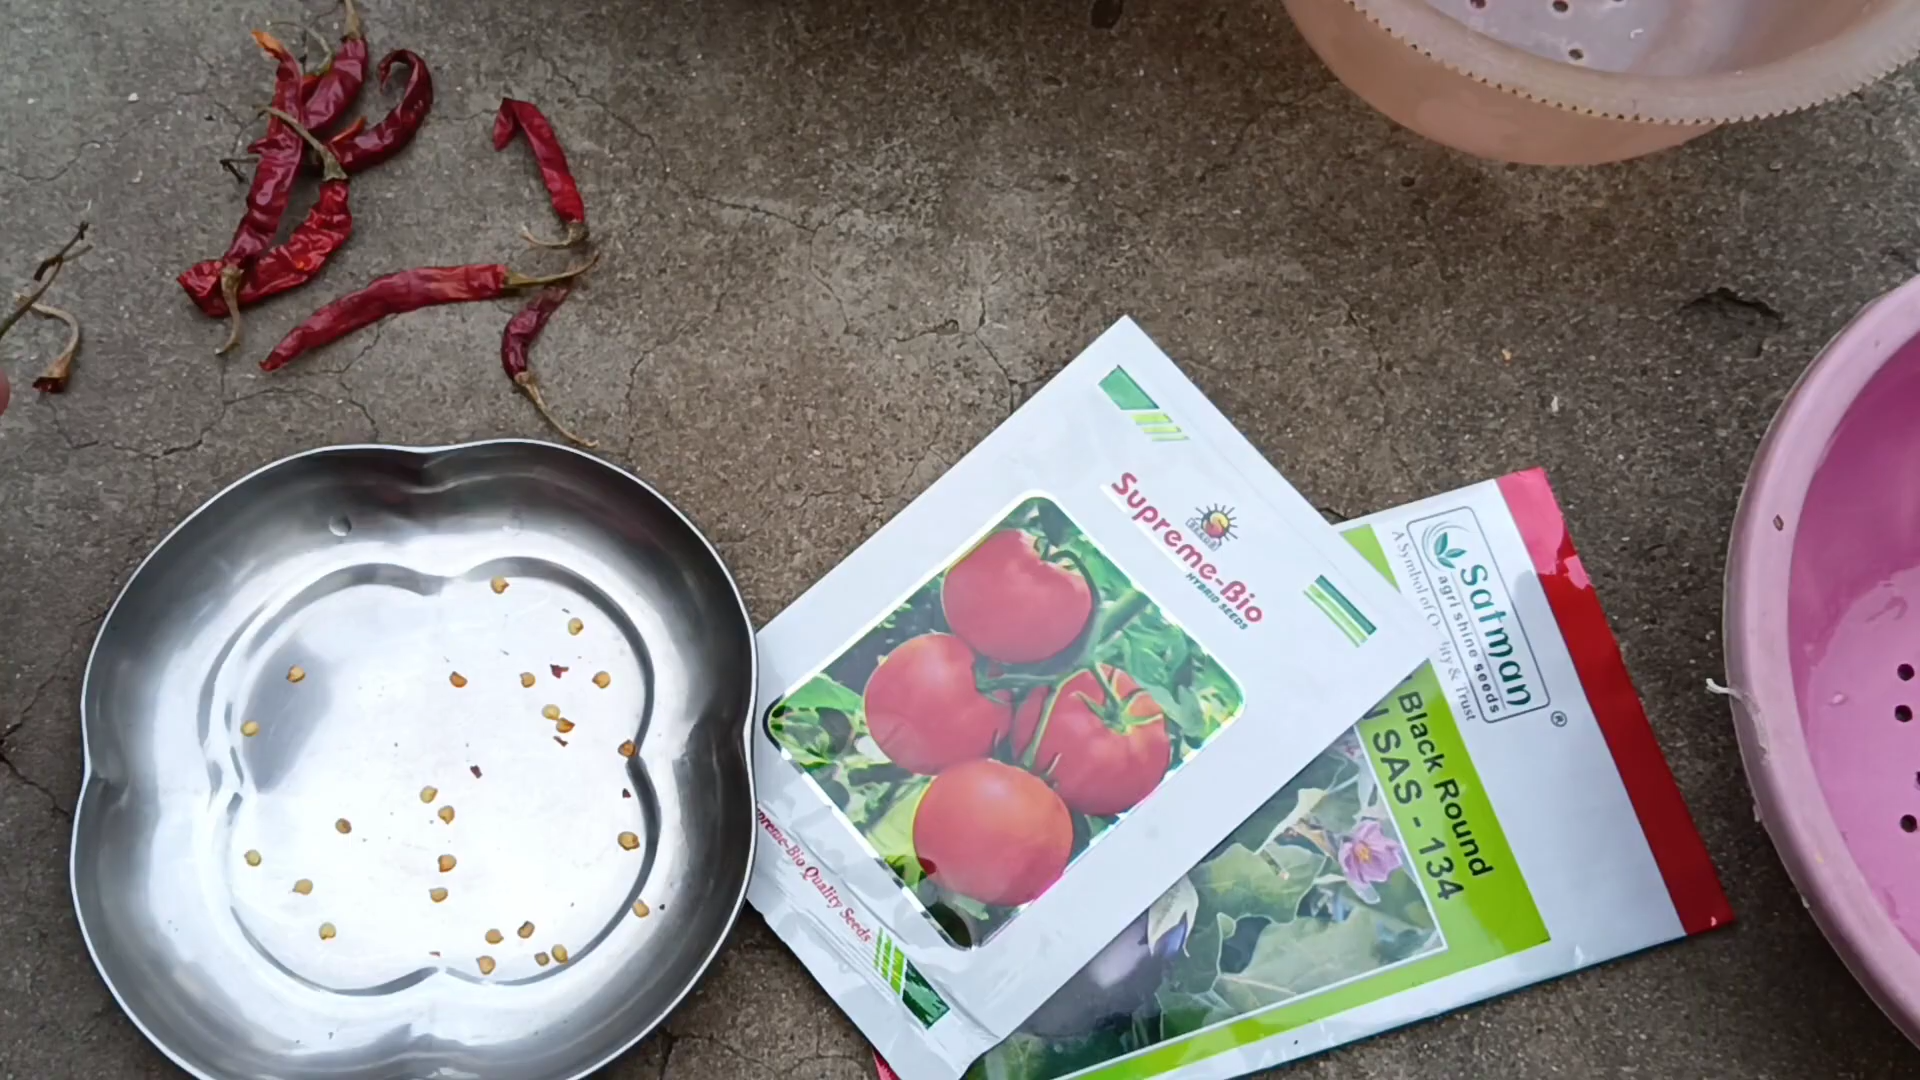 Supreme-Bio
HYBRID SEEDS
Supreme-Bio Quality Seeds
Satman
®
agri shine seeds
A Symbol of Quality & Trust
Black Round
SAS - 134